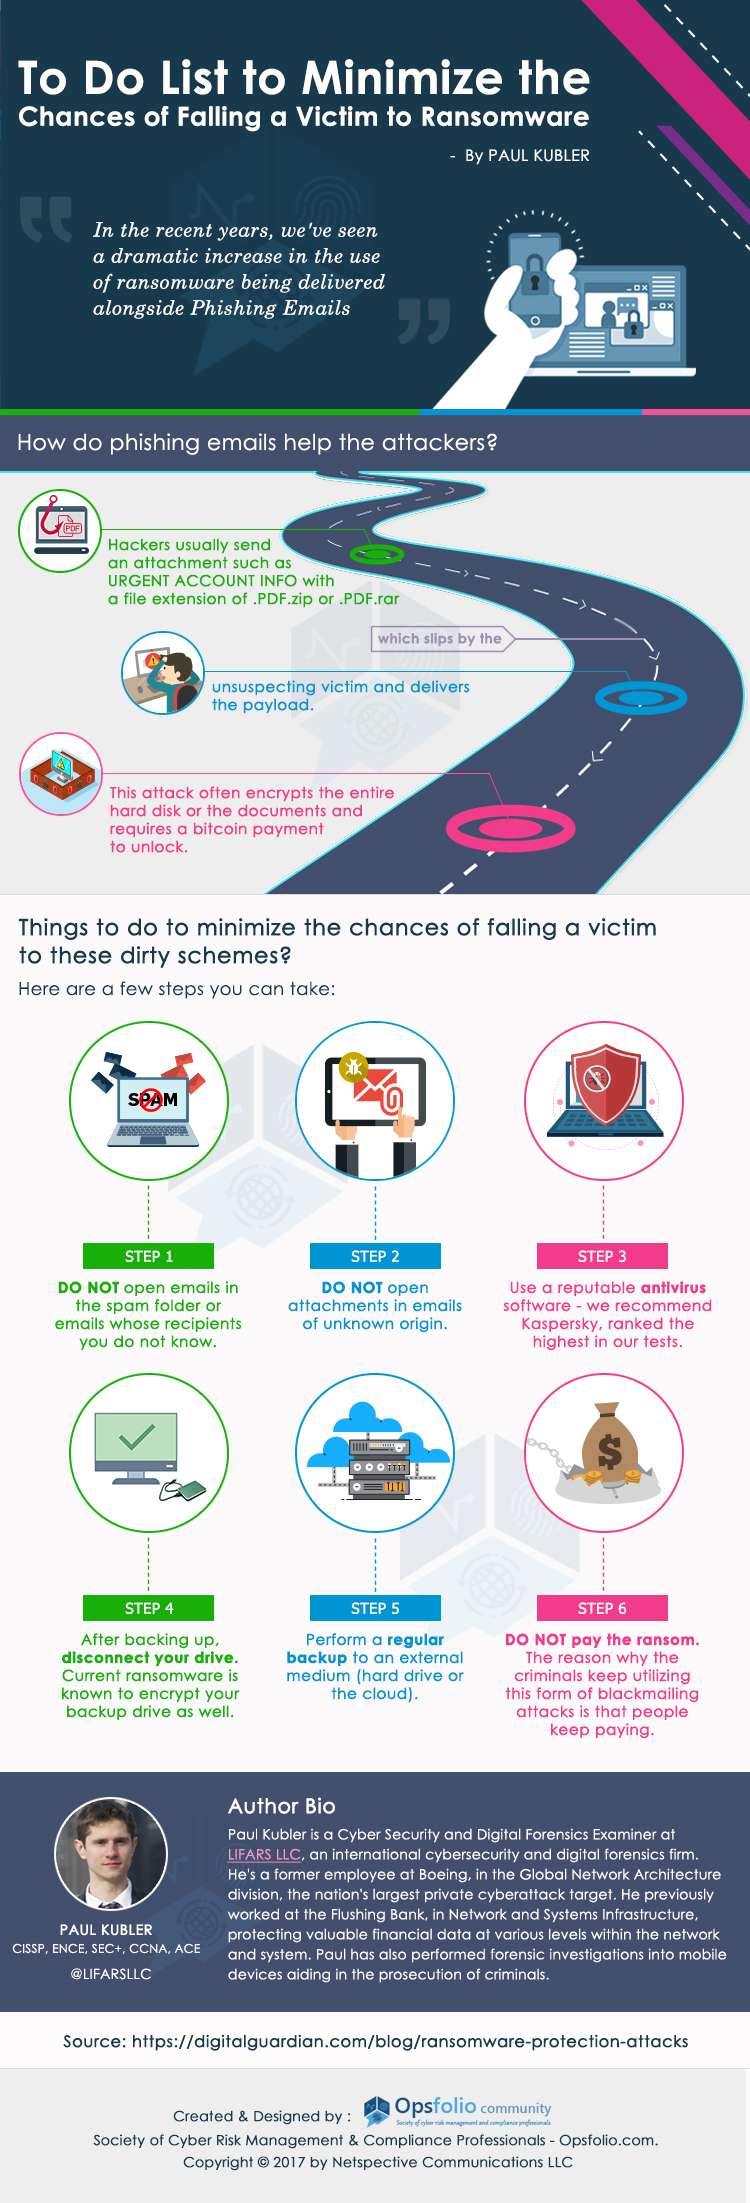 To Do List to Minimize the
Chances of Falling a Victim to Ransomware
- By PAUL KUBLER
“
In the recent years, we've seen
a dramatic increase in the use
of ransomware being delivered
alongside Phishing Emails
”
How do phishing emails help the attackers?
PDF
Hackers usually send
an attachment such as
URGENT ACCOUNT INFO with
a file extension of .PDF.zip or .PDF.rar
which slips by the
unsuspecting victim and delivers
the payload.
This attack often encrypts the entire
hard disk or the documents and
requires a bitcoin payment
to unlock.
Things to do to minimize the chances of falling a victim
to these dirty schemes?
Here are a few steps you can take:
SPAM
STEP 1
DO NOT open emails in
the spam folder or
emails whose recipients
you do not know.
STEP 2
DO NOT open
attachments in emails
of unknown origin.
STEP 3
Use a reputable antivirus
software - we recommend
Kaspersky, ranked the
highest in our tests.
$
STEP 4
After backing up,
disconnect your drive.
Current ransomware is
known to encrypt your
backup drive as well.
STEP 5
Perform a regular
backup to an external
medium (hard drive or
the cloud).
STEP 6
DO NOT pay the ransom.
The reason why the
criminals keep utilizing
this form of blackmailing
attacks is that people
keep paying.
PAUL KUBLER
CISSP, ENCE, SEC+, CCNA, ACE
@LIFARSLLC
Author Bio
Paul Kubler is a Cyber Security and Digital Forensics Examiner at
LIFARS LLC, an international cybersecurity and digital forensics firm.
He's a former employee at Boeing, in the Global Network Architecture
division, the nation's largest private cyberattack target. He previously
worked at the Flushing Bank, in Network and Systems Infrastructure,
protecting valuable financial data at various levels within the network
and system. Paul has also performed forensic investigations into mobile
devices aiding in the prosecution of criminals.
Source: https://digitalguardian.com/blog/ransomware-protection-attacks
Created & Designed by : Opsfolio community
Society of cyber risk management and compliance professionals
Society of Cyber Risk Management & Compliance Professionals - Opsfolio.com.
Copyright © 2017 by Netspective Communications LLC